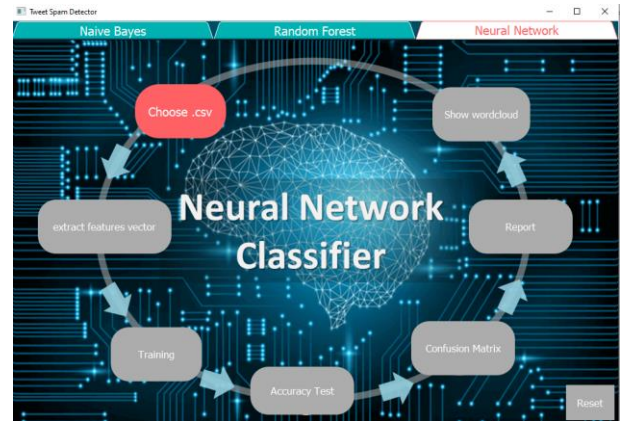 Tweet Spam Detector
Naive Bayes
Random Forest
Neural Network
Choose .csv
Show wordcloud
extract features vector
Neural Network
Classifier
Report
Training
Confusion Matrix
Accuracy Test
Reset